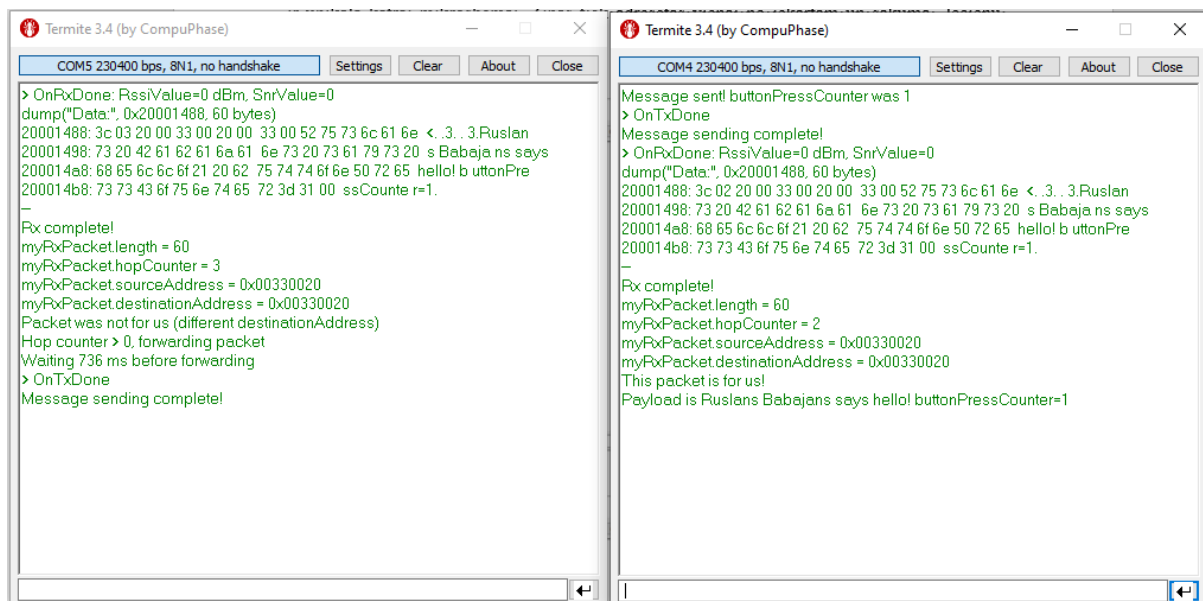 Termite 3.4 (by CompuPhase)
COM5 230400 bps, 8N1, no handshake
Settings
Clear
About
Close
> OnRxDone: RssiValue=0 dBm, SnrValue=0
dump("Data:", 0x20001488, 60 bytes)
20001488: 3c 03 20 00 33 00 20 00  33 00 52 75 73 6c 61 6e  <. .3. .3.Ruslan
20001498: 73 20 42 61 62 61 6a 61  6e 73 20 73 61 79 73 20  s Babaja ns says
200014a8: 68 65 6c 6c 6f 21 20 62  75 74 74 6f 6e 50 72 65  hello! b uttonPre
200014b8: 73 73 43 6f 75 6e 74 65  72 3d 31 00  ssCounte r=1.
—
Rx complete!
myRxPacket.length = 60
myRxPacket.hopCounter = 3
myRxPacket.sourceAddress = 0x00330020
myRxPacket.destinationAddress = 0x00330020
Packet was not for us (different destinationAddress)
Hop counter > 0, forwarding packet
Waiting 736 ms before forwarding
> OnTxDone
Message sending complete!
Termite 3.4 (by CompuPhase)
COM4 230400 bps, 8N1, no handshake
Settings
Clear
About
Close
Message sent! buttonPressCounter was 1
> OnTxDone
Message sending complete!
> OnRxDone: RssiValue=0 dBm, SnrValue=0
dump("Data:", 0x20001488, 60 bytes)
20001488: 3c 02 20 00 33 00 20 00  33 00 52 75 73 6c 61 6e  <. .3. .3.Ruslan
20001498: 73 20 42 61 62 61 6a 61  6e 73 20 73 61 79 73 20  s Babaja ns says
200014a8: 68 65 6c 6c 6f 21 20 62  75 74 74 6f 6e 50 72 65  hello! b uttonPre
200014b8: 73 73 43 6f 75 6e 74 65  72 3d 31 00  ssCounte r=1.
—
Rx complete!
myRxPacket.length = 60
myRxPacket.hopCounter = 2
myRxPacket.sourceAddress = 0x00330020
myRxPacket.destinationAddress = 0x00330020
This packet is for us!
Payload is Ruslans Babajans says hello! buttonPressCounter=1